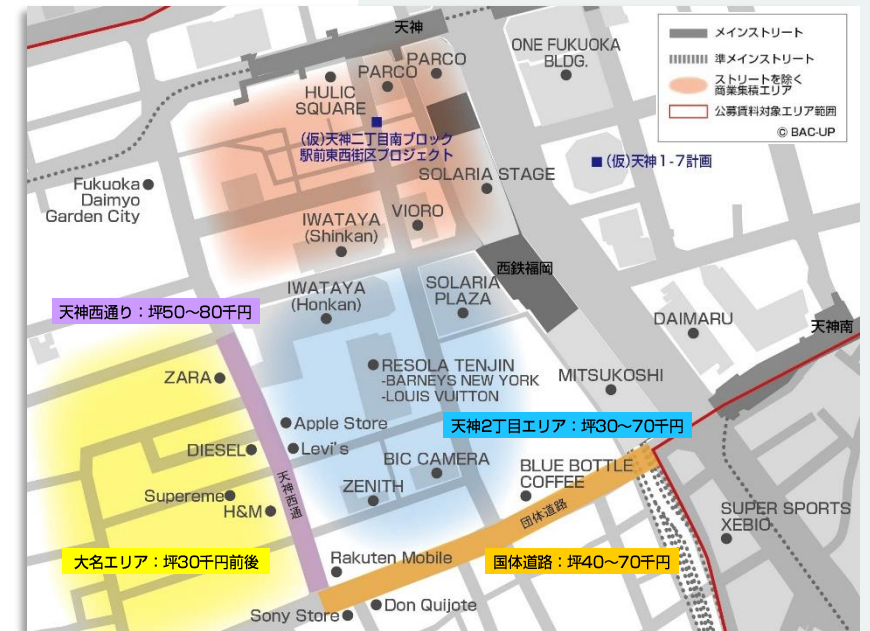 天神
メインストリート
準メインストリート
ストリートを除く
商業集積エリア
公募賃料対象エリア範囲
© BAC-UP
ONE FUKUOKA
BLDG.
PARCO
PARCO
HULIC
SQUARE
(仮)天神二丁目南ブロック
駅前東西街区プロジェクト
(仮)天神1-7計画
SOLARIA STAGE
Fukuoka
Daimyo
Garden City
VIORO
IWATAYA
(Shinkan)
西鉄福岡
IWATAYA
(Honkan)
SOLARIA
PLAZA
天神西通り：坪50～80千円
DAIMARU
天神南
ZARA
RESOLA TENJIN
-BARNEYS NEW YORK
-LOUIS VUITTON
MITSUKOSHI
Apple Store
天神2丁目エリア：坪30～70千円
DIESEL
Levi's
BIC CAMERA
BLUE BOTTLE
COFFEE
天神西通
Supereme
ZENITH
H&M
団体道路
SUPER SPORTS
XEBIO
大名エリア：坪30千円前後
Rakuten Mobile
国体道路：坪40～70千円
Sony Store
Don Quijote